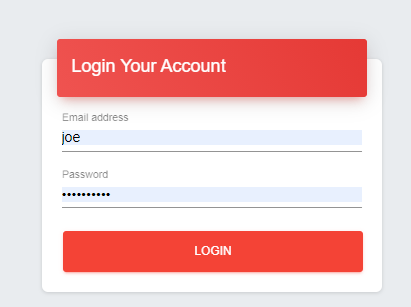 Login Your Account
Email address
joe
Password
••••••••••
LOGIN